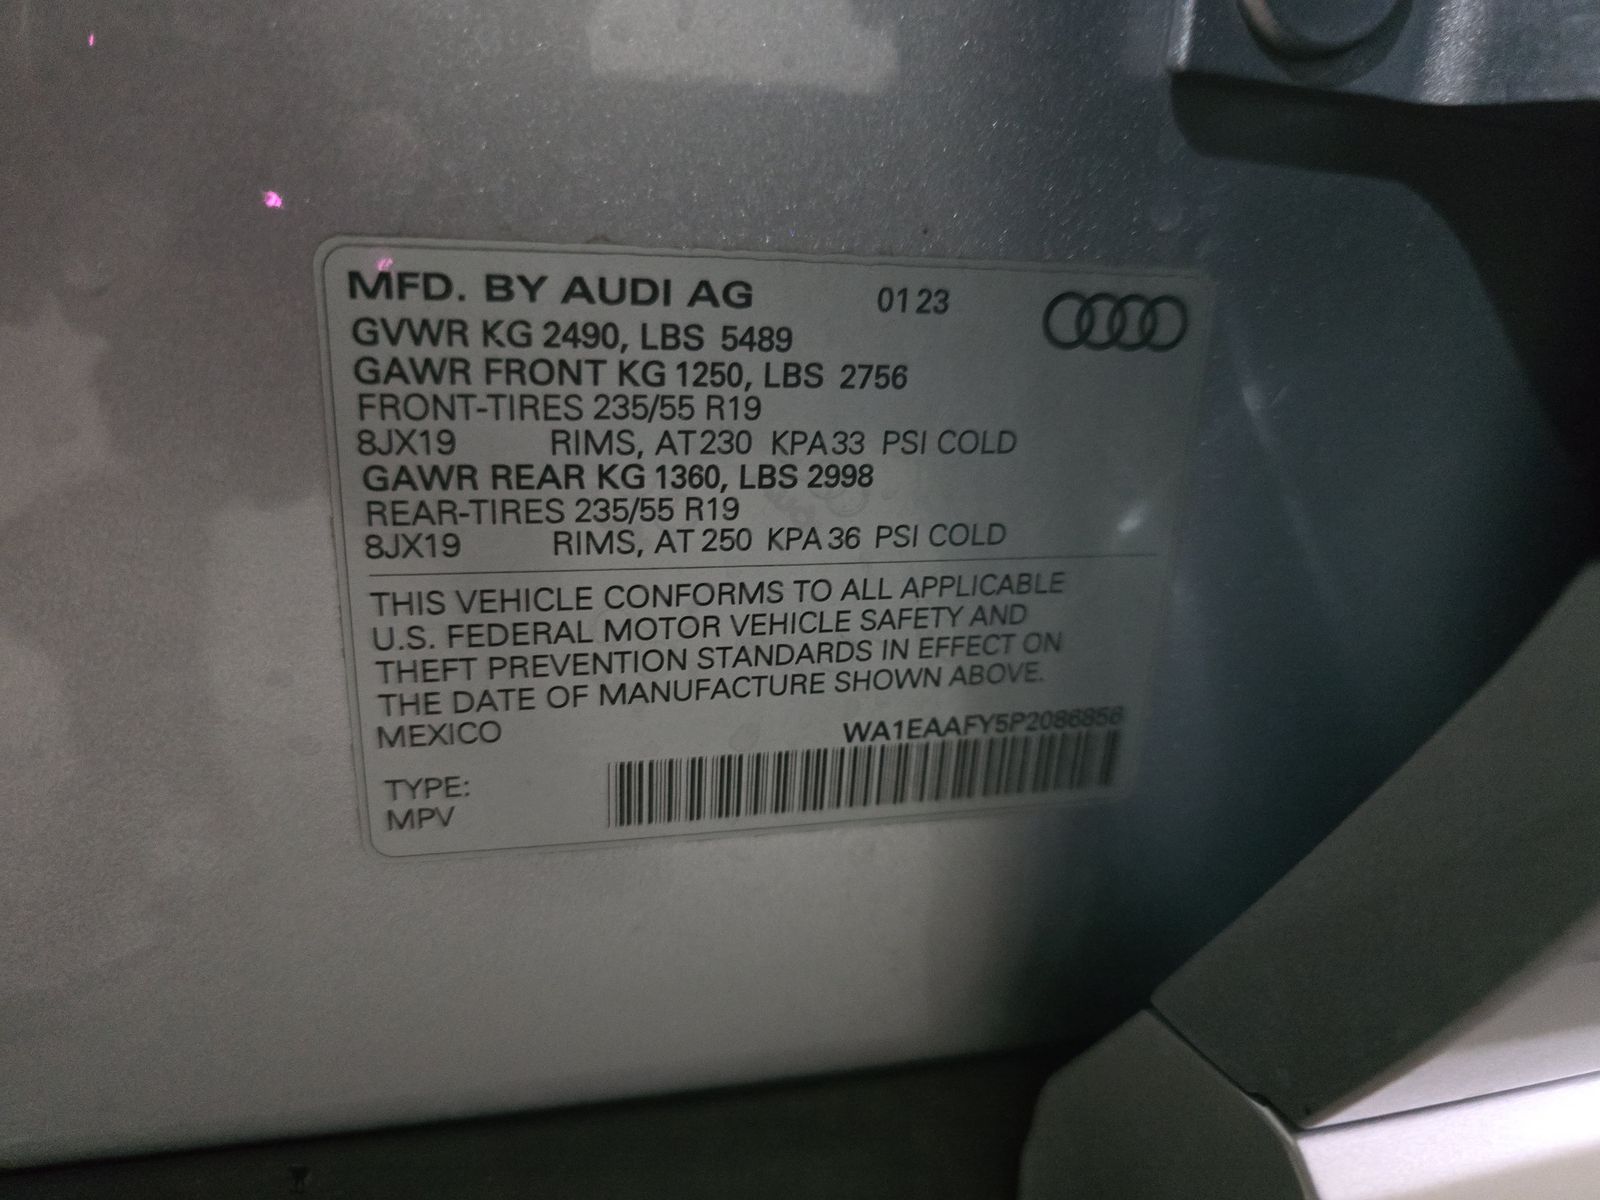 MFD. BY AUDI AG 01 23
GVWR KG 2490, LBS 5489
GAWR FRONT KG 1250, LBS 2756
FRONT-TIRES 235/55 R19
8JX19 RIMS, AT 230 KPA 33 PSI COLD
GAWR REAR KG 1360, LBS 2998
REAR-TIRES 235/55 R19
8JX19 RIMS, AT 250 KPA 36 PSI COLD
THIS VEHICLE CONFORMS TO ALL APPLICABLE
U.S. FEDERAL MOTOR VEHICLE SAFETY AND
THEFT PREVENTION STANDARDS IN EFFECT ON
THE DATE OF MANUFACTURE SHOWN ABOVE.
MEXICO WA1EAAFY5P2086856
TYPE:
MPV